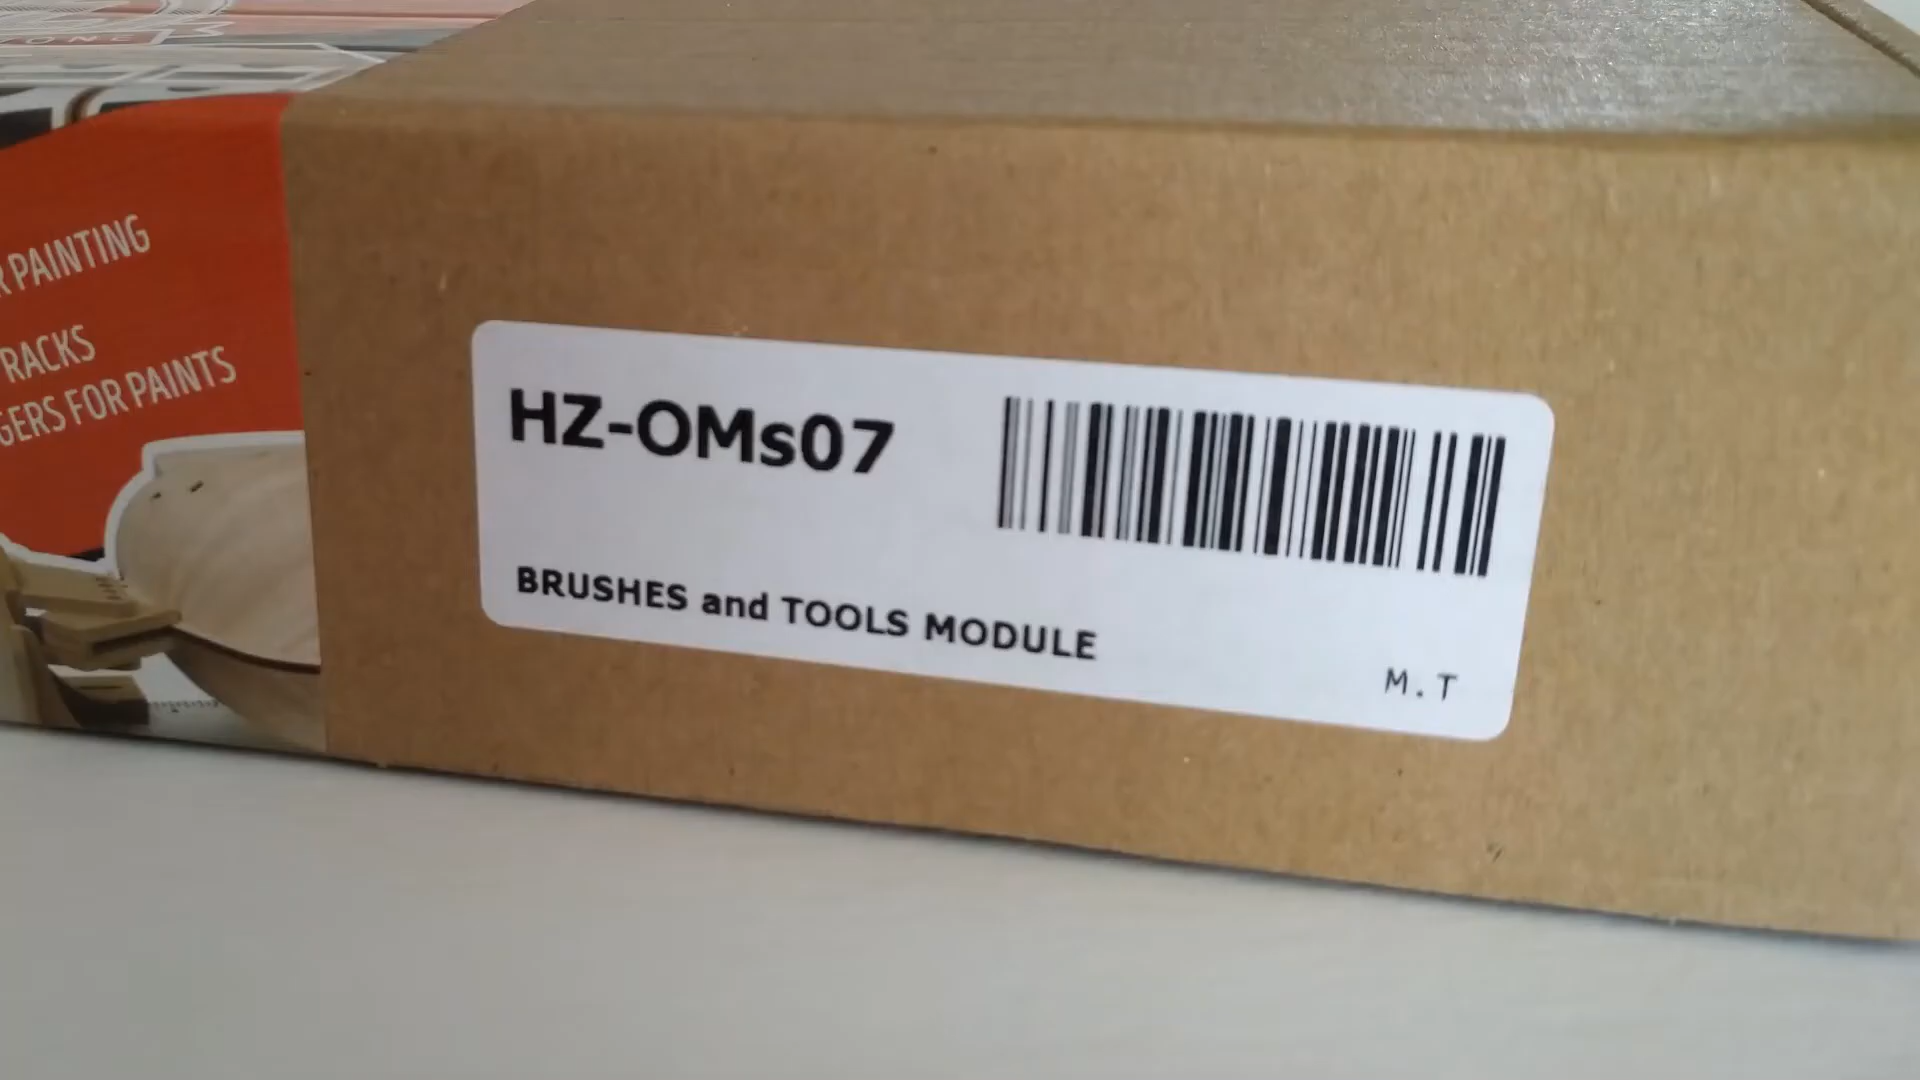 R PAINTING
RACKS
GERS FOR PAINTS
HZ-OMs07
BRUSHES and TOOLS MODULE
M.T